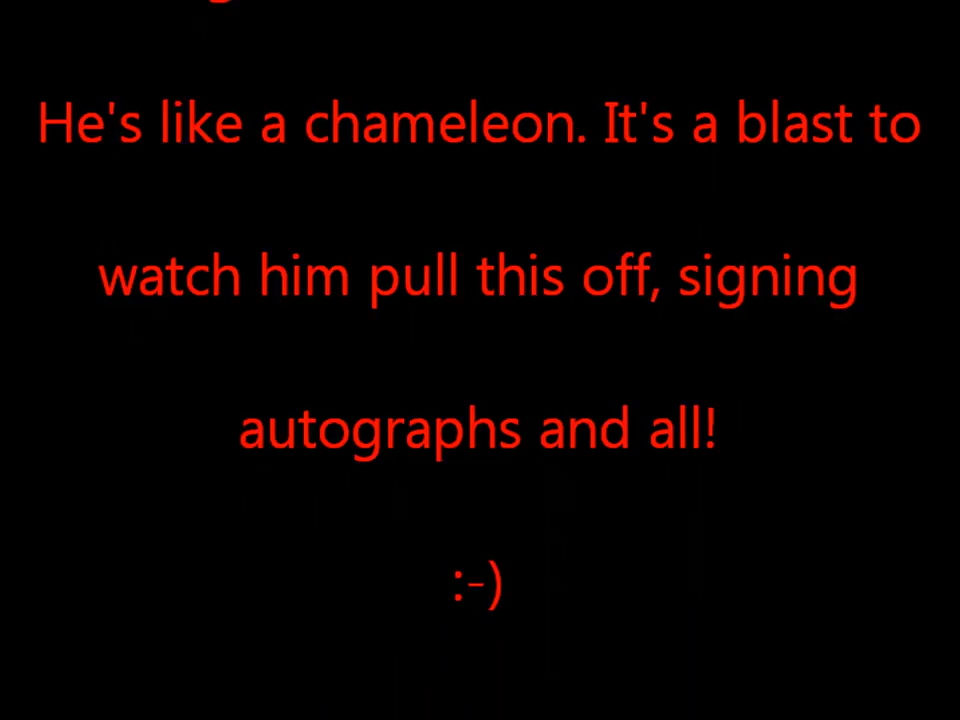 He's like a chameleon. It's a blast to
watch him pull this off, signing
autographs and all!
:-)